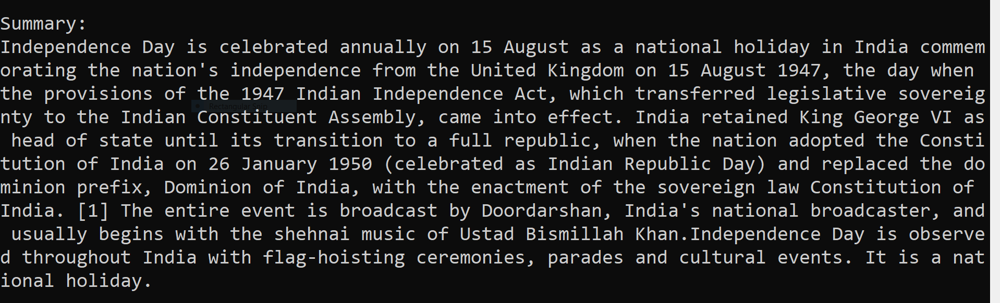 Summary:
Independence Day is celebrated annually on 15 August as a national holiday in India commem
orating the nation's independence from the United Kingdom on 15 August 1947, the day when
the provisions of the 1947 Indian Independence Act, which transferred legislative sovereig
Rectangular Snip
nty to the Indian Constituent Assembly, came into effect. India retained King George VI as
head of state until its transition to a full republic, when the nation adopted the Consti
tution of India on 26 January 1950 (celebrated as Indian Republic Day) and replaced the do
minion prefix, Dominion of India, with the enactment of the sovereign law Constitution of
India. [1] The entire event is broadcast by Doordarshan, India's national broadcaster, and
usually begins with the shehnai music of Ustad Bismillah Khan.Independence Day is observe
d throughout India with flag-hoisting ceremonies, parades and cultural events. It is a nat
ional holiday.